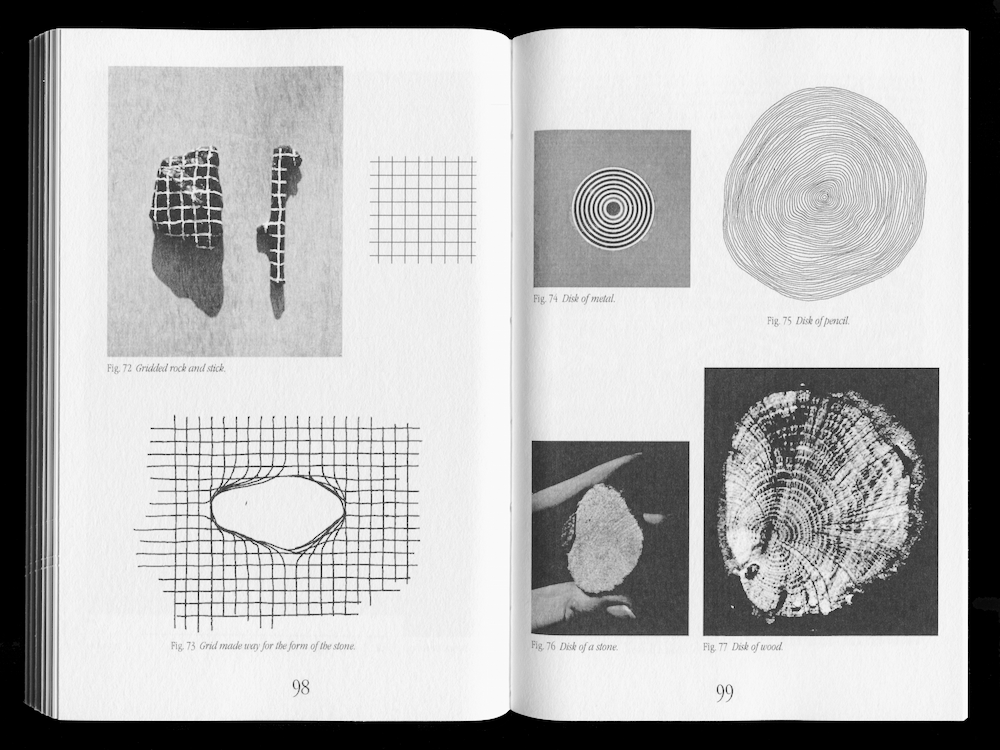 Fig. 72 Gridded rock and stick.
Fig. 73 Grid made way for the form of the stone.
98
Fig. 74 Disk of metal.
Fig. 75 Disk of pencil.
Fig. 76 Disk of a stone.
Fig. 77 Disk of wood.
99